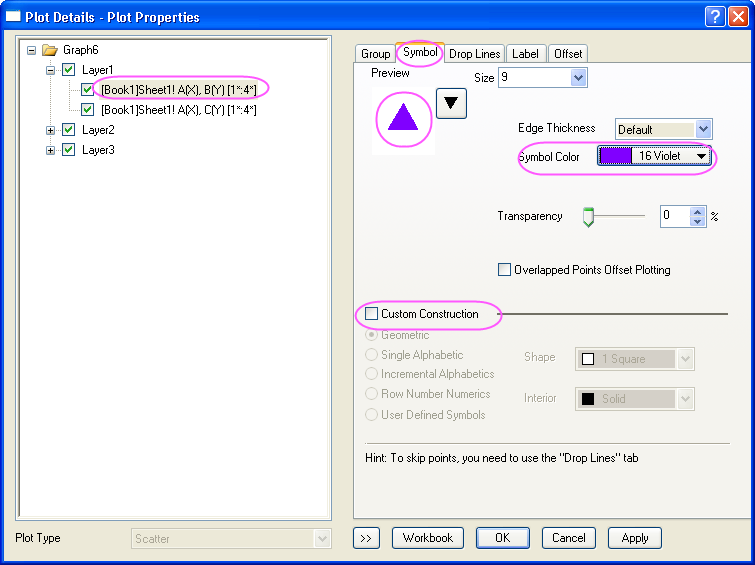 Plot Details - Plot Properties
Graph6
Layer1
[Book1]Sheet1! A(X), B(Y) [1*:4*]
[Book1]Sheet1! A(X), C(Y) [1*:4*]
Layer2
Layer3
Plot Type
Scatter
Group
Symbol
Drop Lines
Label
Offset
Preview
Size
9
Edge Thickness
Default
Symbol Color
16 Violet
Transparency
0
%
Overlapped Points Offset Plotting
Custom Construction
Geometric
Single Alphabetic
Incremental Alphabetics
Row Number Numerics
User Defined Symbols
Shape
1 Square
Interior
Solid
Hint: To skip points, you need to use the "Drop Lines" tab
>>
Workbook
OK
Cancel
Apply